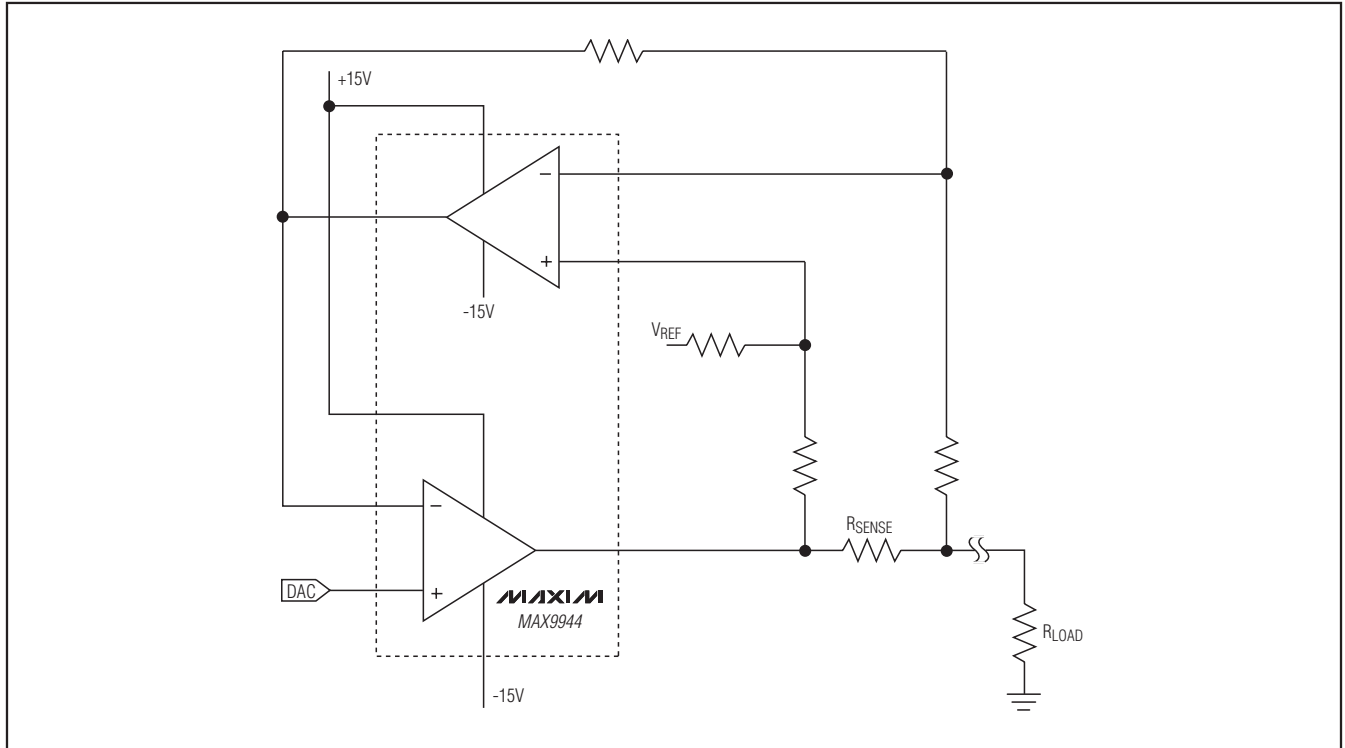 +15V
−
+
-15V
VREF
−
RSENSE
DAC
+
MAXIM
MAX9944
RLOAD
-15V